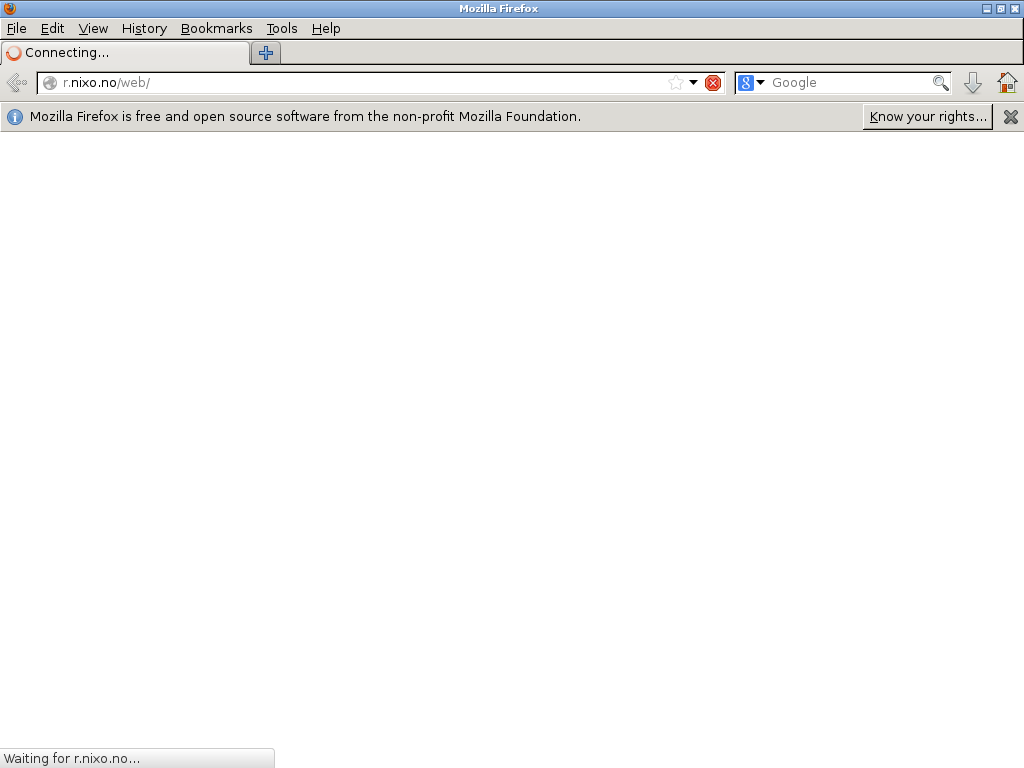 Mozilla Firefox
File Edit View History Bookmarks Tools Help
Connecting...
r.nixo.no/web/
g Google
Mozilla Firefox is free and open source software from the non-profit Mozilla Foundation. Know your rights...
Waiting for r.nixo.no...